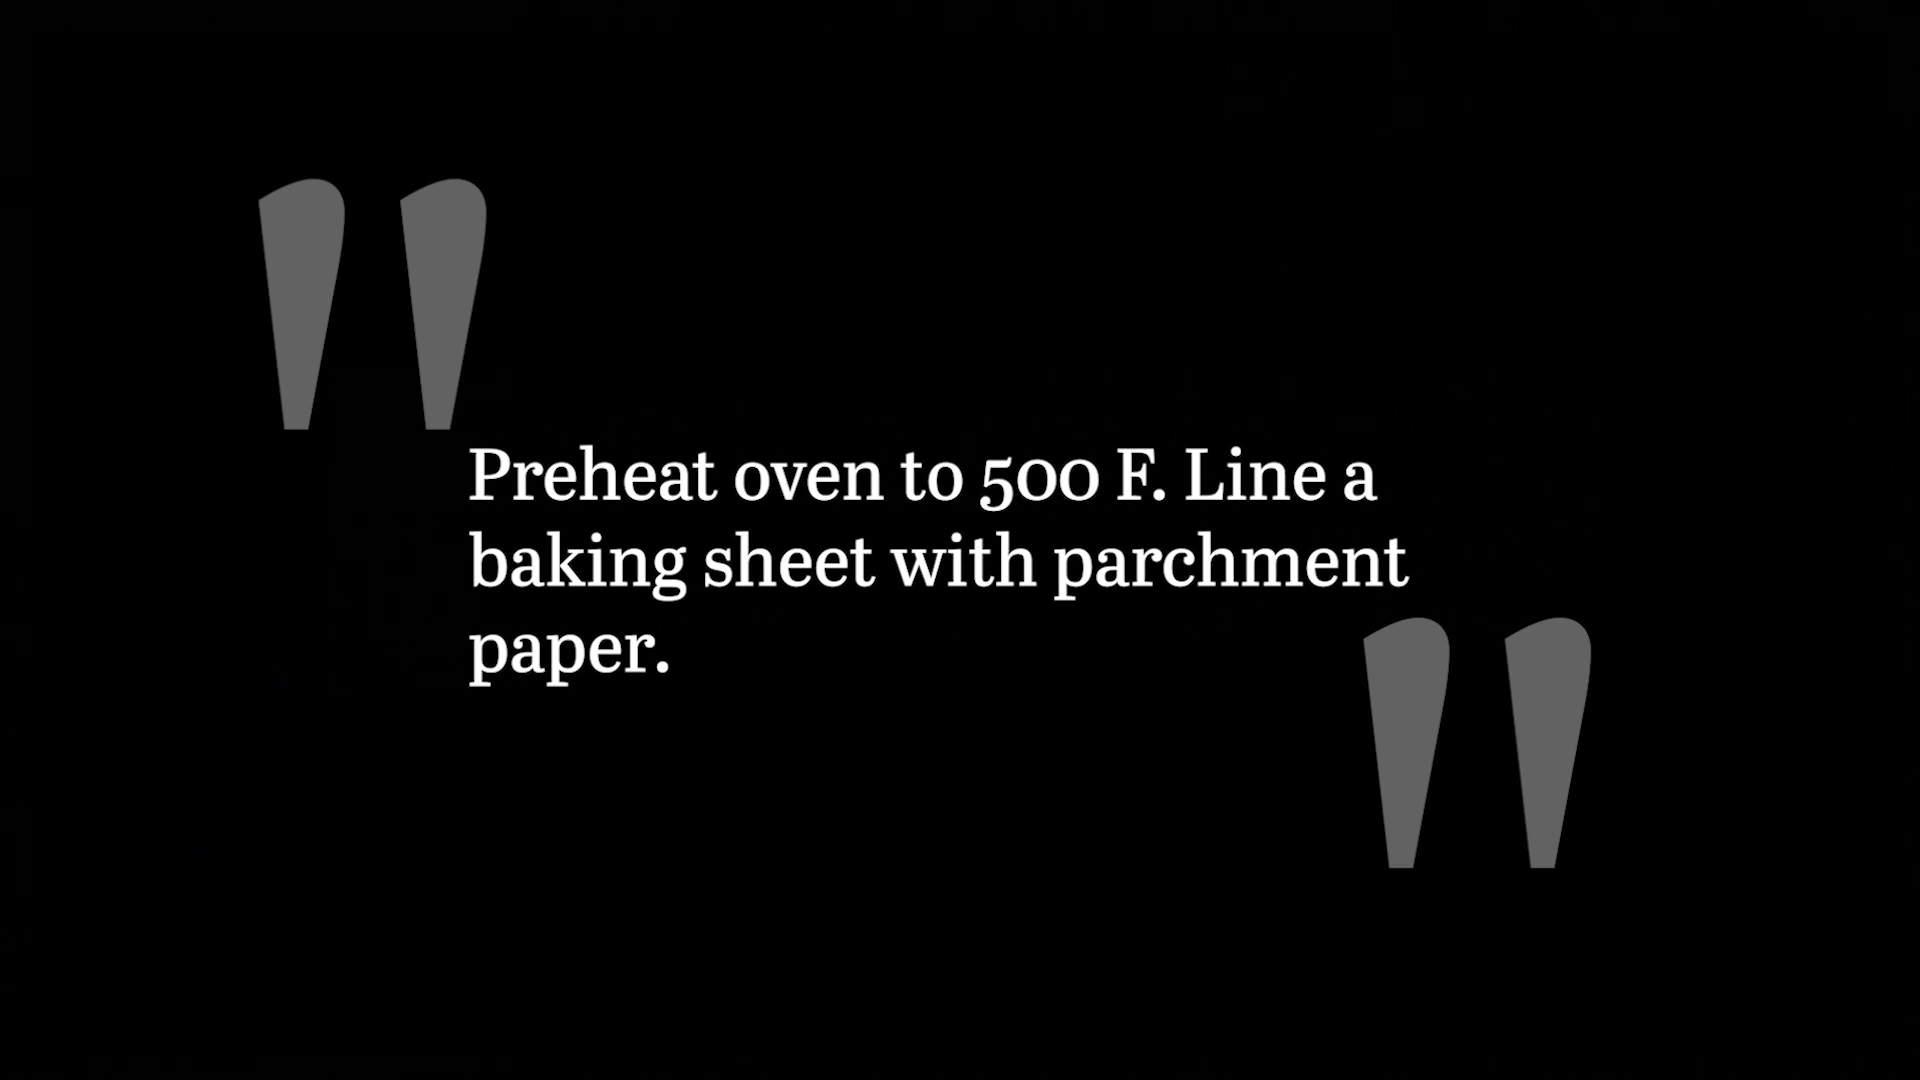 Preheat oven to 500 F. Line a
baking sheet with parchment
paper.